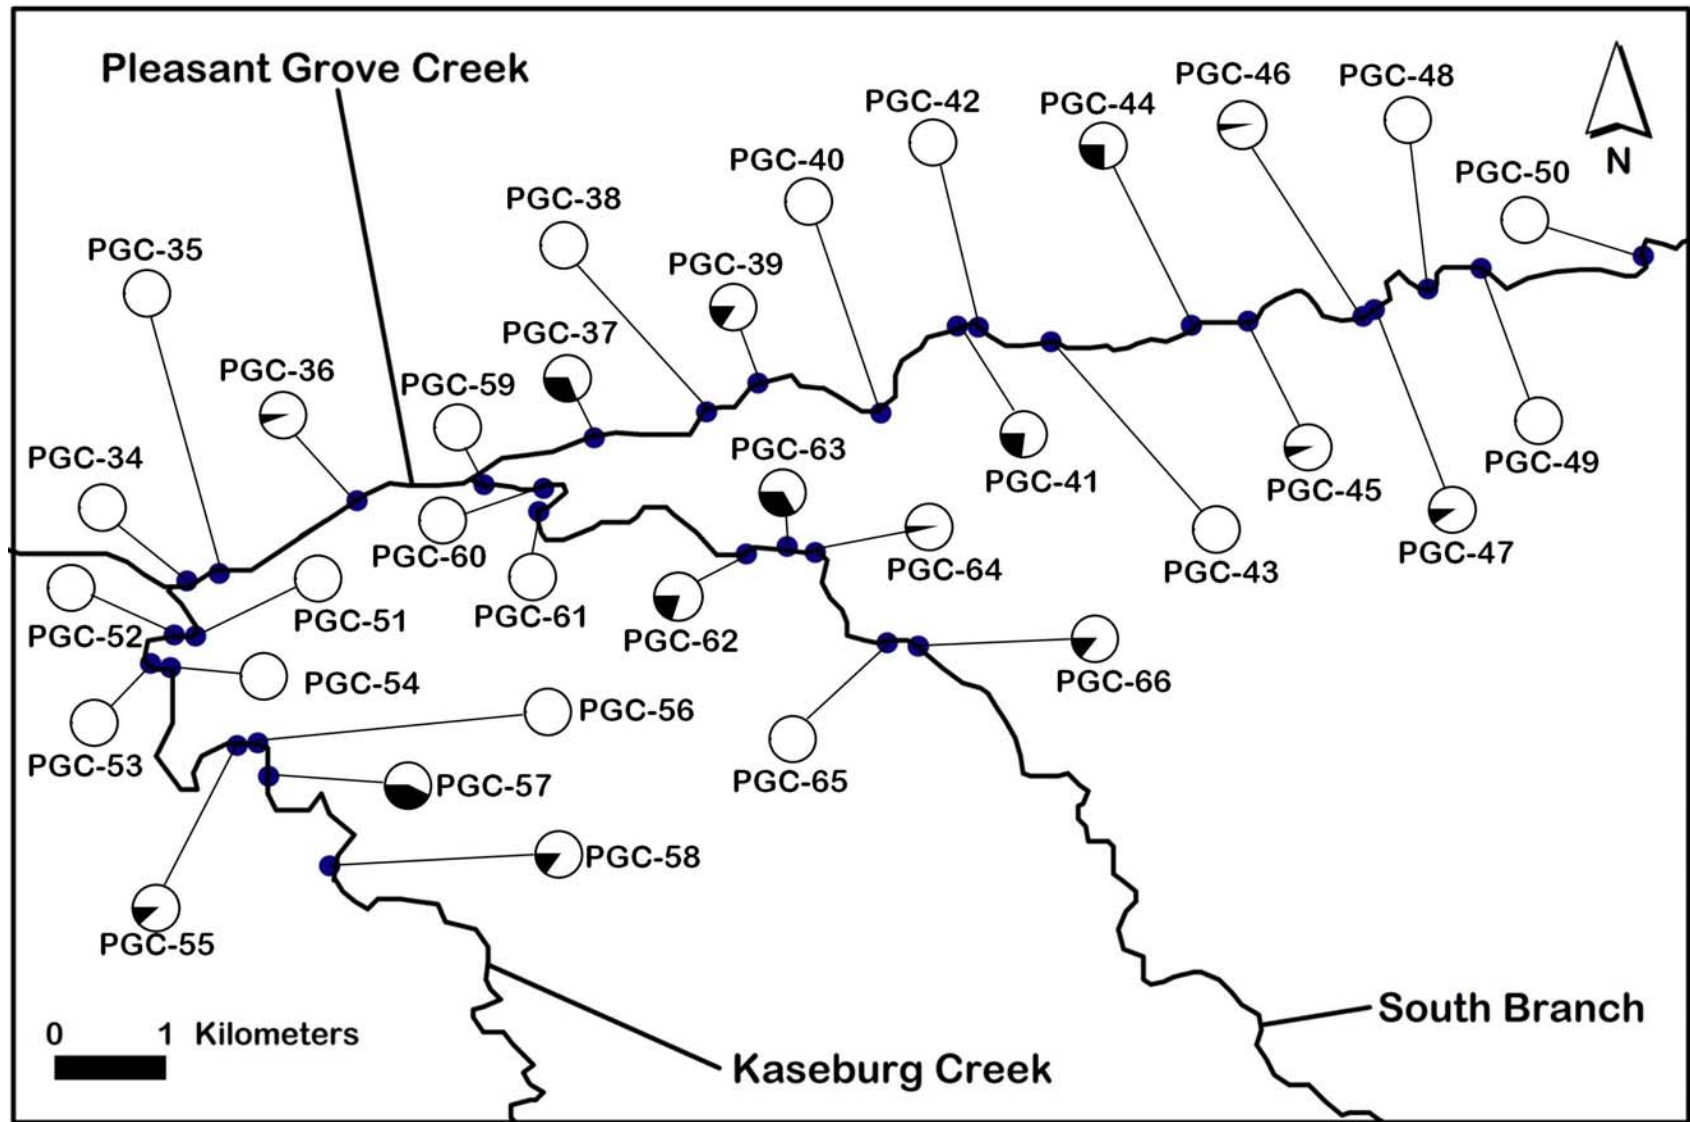 Pleasant Grove Creek
PGC-46
PGC-48
PGC-42
PGC-44
N
PGC-40
PGC-50
PGC-38
PGC-35
PGC-39
PGC-37
PGC-36
PGC-59
PGC-34
PGC-63
PGC-41
PGC-49
PGC-45
PGC-60
PGC-47
PGC-64
PGC-43
PGC-61
PGC-51
PGC-52
PGC-62
PGC-54
PGC-66
PGC-56
PGC-53
PGC-65
PGC-57
PGC-58
PGC-55
South Branch
0 1 Kilometers
Kaseburg Creek